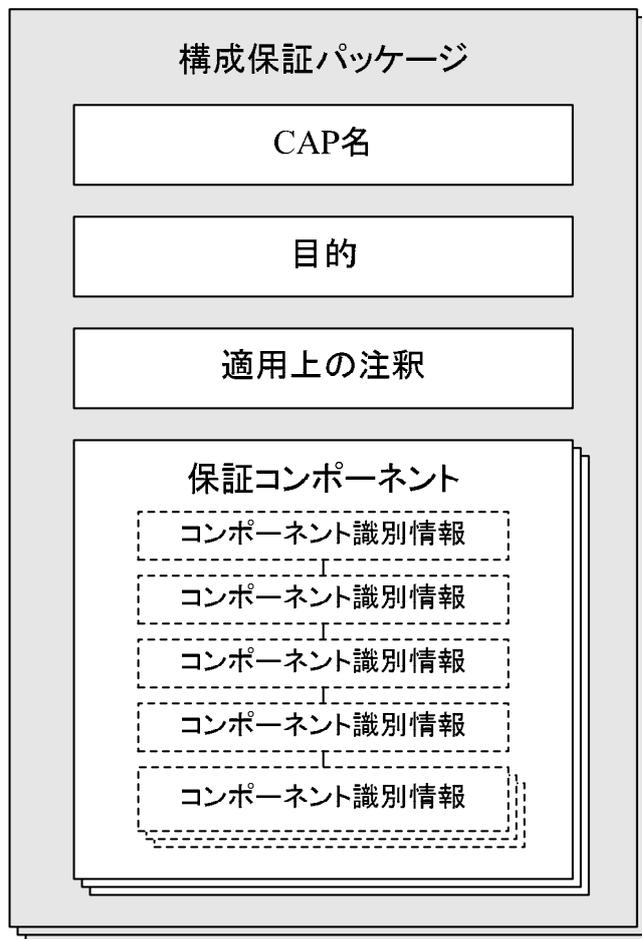 構成保証パッケージ
CAP名
目的
適用上の注釈
保証コンポーネント
コンポーネント識別情報
コンポーネント識別情報
コンポーネント識別情報
コンポーネント識別情報
コンポーネント識別情報